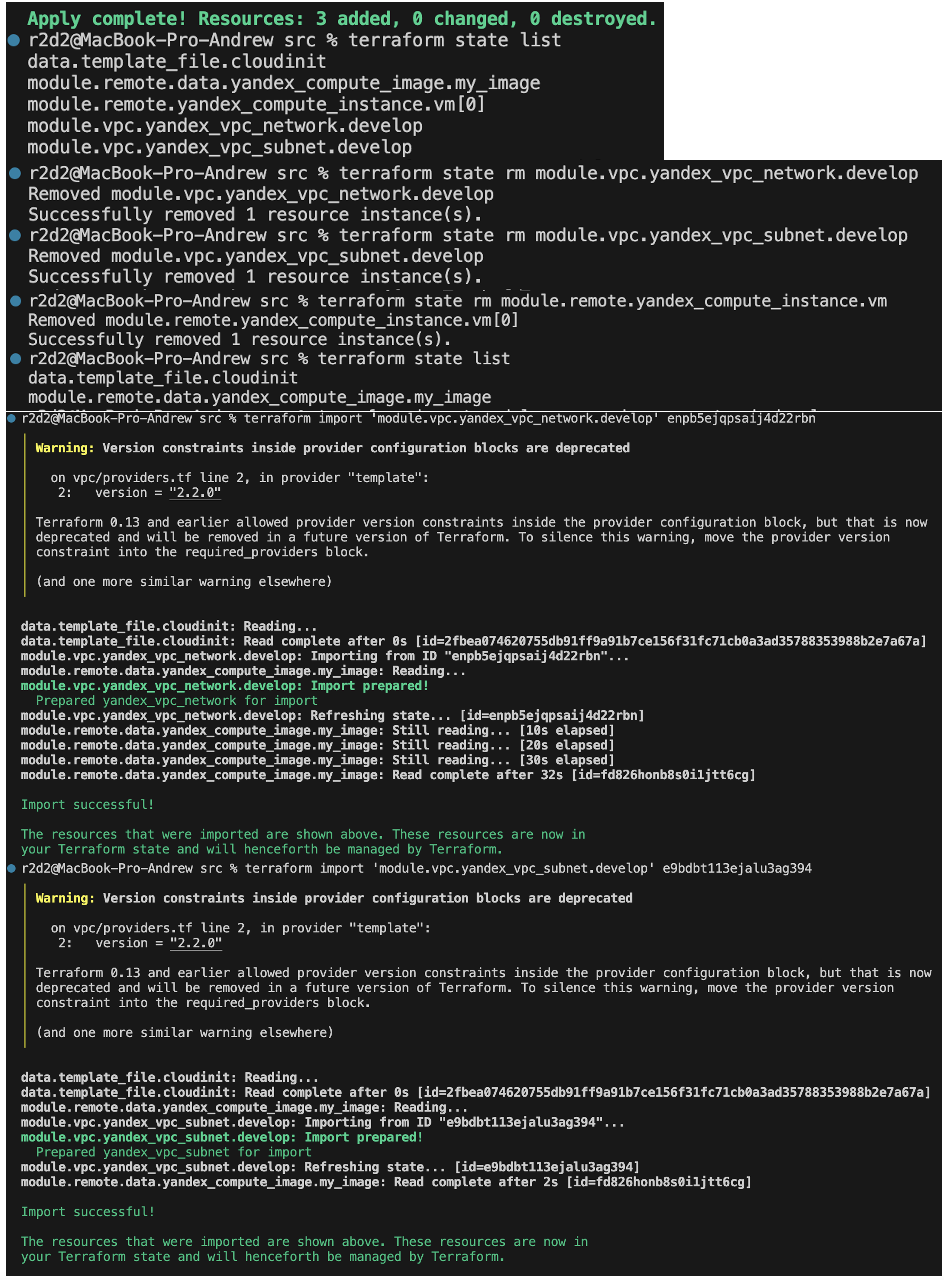 Apply complete! Resources: 3 added, 0 changed, 0 destroyed.
r2d2@MacBook-Pro-Andrew src % terraform state list
data.template_file.cloudinit
module.remote.data.yandex_compute_image.my_image
module.remote.yandex_compute_instance.vm[0]
module.vpc.yandex_vpc_network.develop
module.vpc.yandex_vpc_subnet.develop
r2d2@MacBook-Pro-Andrew src % terraform state rm module.vpc.yandex_vpc_network.develop
Removed module.vpc.yandex_vpc_network.develop
Successfully removed 1 resource instance(s).
r2d2@MacBook-Pro-Andrew src % terraform state rm module.vpc.yandex_vpc_subnet.develop
Removed module.vpc.yandex_vpc_subnet.develop
Successfully removed 1 resource instance(s).
r2d2@MacBook-Pro-Andrew src % terraform state rm module.remote.yandex_compute_instance.vm
Removed module.remote.yandex_compute_instance.vm[0]
Successfully removed 1 resource instance(s).
r2d2@MacBook-Pro-Andrew src % terraform state list
data.template_file.cloudinit
module.remote.data.yandex_compute_image.my_image
r2d2@MacBook-Pro-Andrew src % terraform import 'module.vpc.yandex_vpc_network.develop' enpb5ejqpsaij4d22rbn
Warning: Version constraints inside provider configuration blocks are deprecated
on vpc/providers.tf line 2, in provider "template":
2: version = "2.2.0"
Terraform 0.13 and earlier allowed provider version constraints inside the provider configuration block, but that is now
deprecated and will be removed in a future version of Terraform. To silence this warning, move the provider version
constraint into the required_providers block.
(and one more similar warning elsewhere)
data.template_file.cloudinit: Reading...
data.template_file.cloudinit: Read complete after 0s [id=2fbea074620755db91ff9a91b7ce156f31fc71cb0a3ad35788353988b2e7a67a]
module.vpc.yandex_vpc_network.develop: Importing from ID "enpb5ejqpsaij4d22rbn"...
module.remote.data.yandex_compute_image.my_image: Reading...
module.vpc.yandex_vpc_network.develop: Import prepared!
Prepared yandex_vpc_network for import
module.vpc.yandex_vpc_network.develop: Refreshing state... [id=enpb5ejqpsaij4d22rbn]
module.remote.data.yandex_compute_image.my_image: Still reading... [10s elapsed]
module.remote.data.yandex_compute_image.my_image: Still reading... [20s elapsed]
module.remote.data.yandex_compute_image.my_image: Still reading... [30s elapsed]
module.remote.data.yandex_compute_image.my_image: Read complete after 32s [id=fd826honb8s0i1jtt6cg]
Import successful!
The resources that were imported are shown above. These resources are now in
your Terraform state and will henceforth be managed by Terraform.
r2d2@MacBook-Pro-Andrew src % terraform import 'module.vpc.yandex_vpc_subnet.develop' e9bdbt113ejalu3ag394
Warning: Version constraints inside provider configuration blocks are deprecated
on vpc/providers.tf line 2, in provider "template":
2: version = "2.2.0"
Terraform 0.13 and earlier allowed provider version constraints inside the provider configuration block, but that is now
deprecated and will be removed in a future version of Terraform. To silence this warning, move the provider version
constraint into the required_providers block.
(and one more similar warning elsewhere)
data.template_file.cloudinit: Reading...
data.template_file.cloudinit: Read complete after 0s [id=2fbea074620755db91ff9a91b7ce156f31fc71cb0a3ad35788353988b2e7a67a]
module.remote.data.yandex_compute_image.my_image: Reading...
module.vpc.yandex_vpc_subnet.develop: Importing from ID "e9bdbt113ejalu3ag394"...
module.vpc.yandex_vpc_subnet.develop: Import prepared!
Prepared yandex_vpc_subnet for import
module.vpc.yandex_vpc_subnet.develop: Refreshing state... [id=e9bdbt113ejalu3ag394]
module.remote.data.yandex_compute_image.my_image: Read complete after 2s [id=fd826honb8s0i1jtt6cg]
Import successful!
The resources that were imported are shown above. These resources are now in
your Terraform state and will henceforth be managed by Terraform.